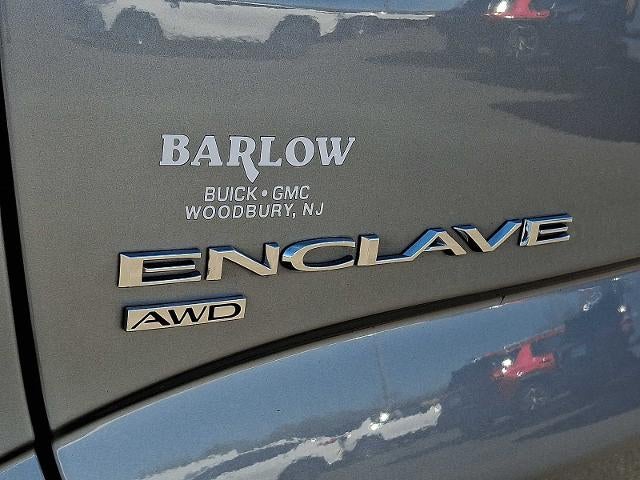 BARLOW
BUICK • GMC
WOODBURY, NJ
ENCLAVE
AWD